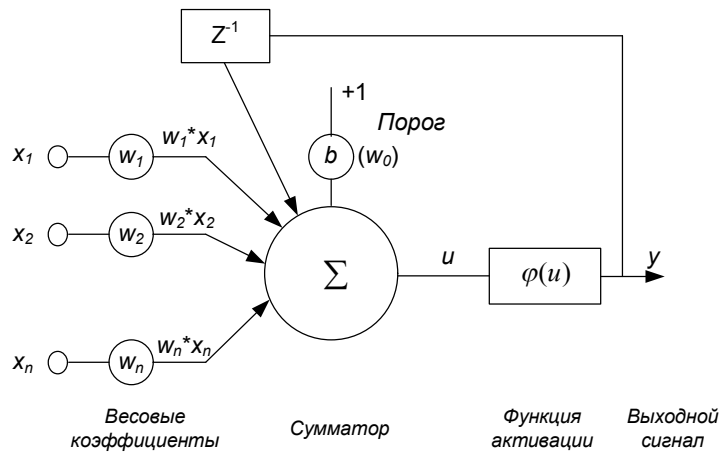 Z⁻¹
+1
Порог
b (w₀)
x₁ w₁ w₁*x₁
x₂ w₂ w₂*x₂
Σ u φ(u) y
xₙ wₙ wₙ*xₙ
Весовые
коэффициенты
Сумматор
Функция
активации
Выходной
сигнал